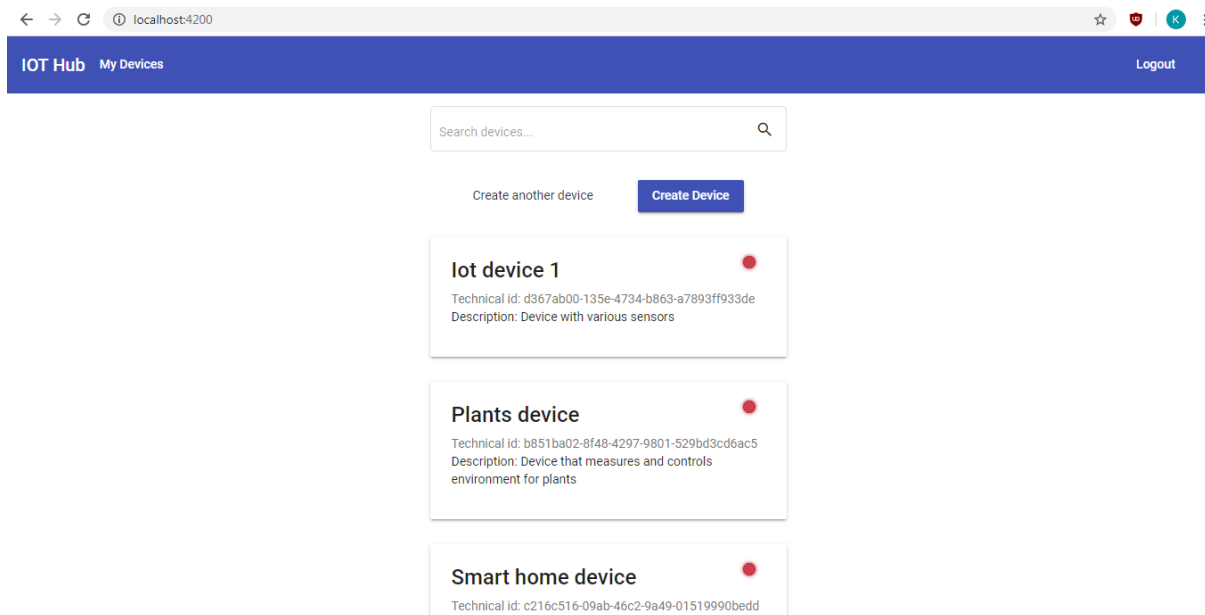 localhost:4200
K
IOT Hub My Devices Logout
Search devices...
Create another device Create Device
Iot device 1
Technical id: d367ab00-135e-4734-b863-a7893ff933de
Description: Device with various sensors
Plants device
Technical id: b851ba02-8f48-4297-9801-529bd3cd6ac5
Description: Device that measures and controls
environment for plants
Smart home device
Technical id: c216c516-09ab-46c2-9a49-01519990bedd